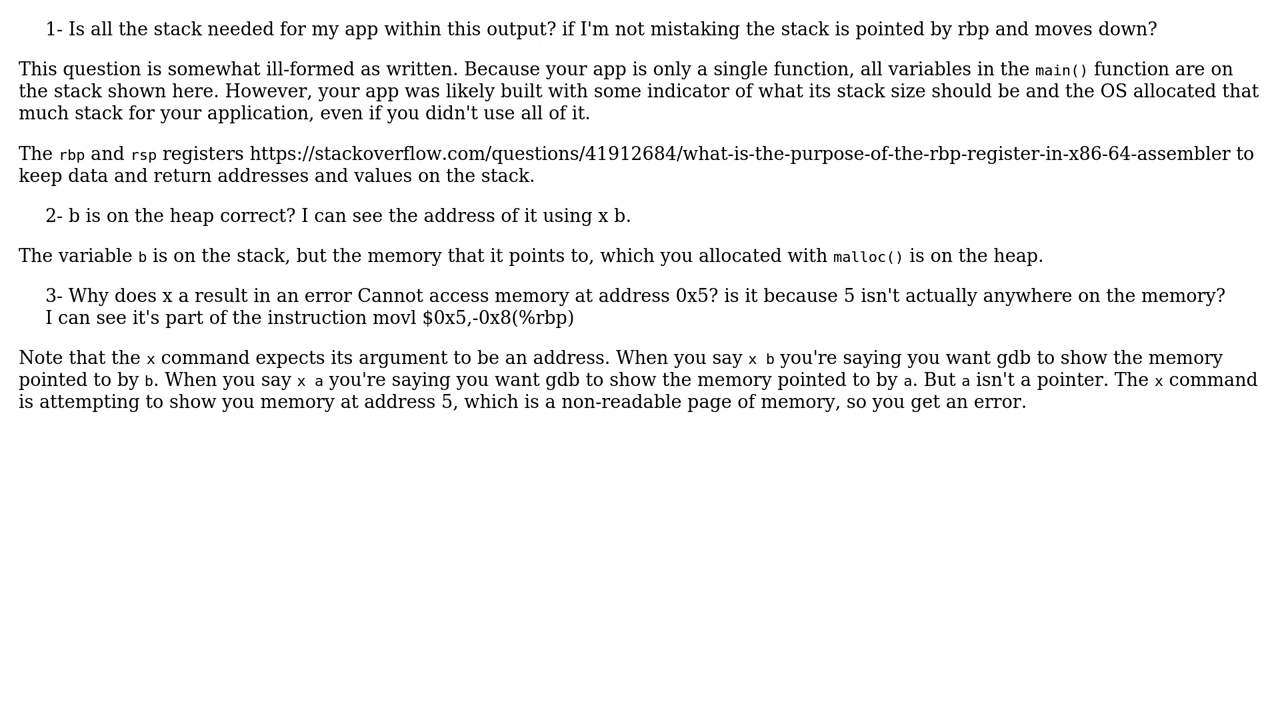 1- Is all the stack needed for my app within this output? if I'm not mistaking the stack is pointed by rbp and moves down?
This question is somewhat ill-formed as written. Because your app is only a single function, all variables in the main() function are on
the stack shown here. However, your app was likely built with some indicator of what its stack size should be and the OS allocated that
much stack for your application, even if you didn't use all of it.
The rbp and rsp registers https://stackoverflow.com/questions/41912684/what-is-the-purpose-of-the-rbp-register-in-x86-64-assembler to
keep data and return addresses and values on the stack.
2- b is on the heap correct? I can see the address of it using x b.
The variable b is on the stack, but the memory that it points to, which you allocated with malloc() is on the heap.
3- Why does x a result in an error Cannot access memory at address 0x5? is it because 5 isn't actually anywhere on the memory?
I can see it's part of the instruction movl $0x5,-0x8(%rbp)
Note that the x command expects its argument to be an address. When you say x b you're saying you want gdb to show the memory
pointed to by b. When you say x a you're saying you want gdb to show the memory pointed to by a. But a isn't a pointer. The x command
is attempting to show you memory at address 5, which is a non-readable page of memory, so you get an error.